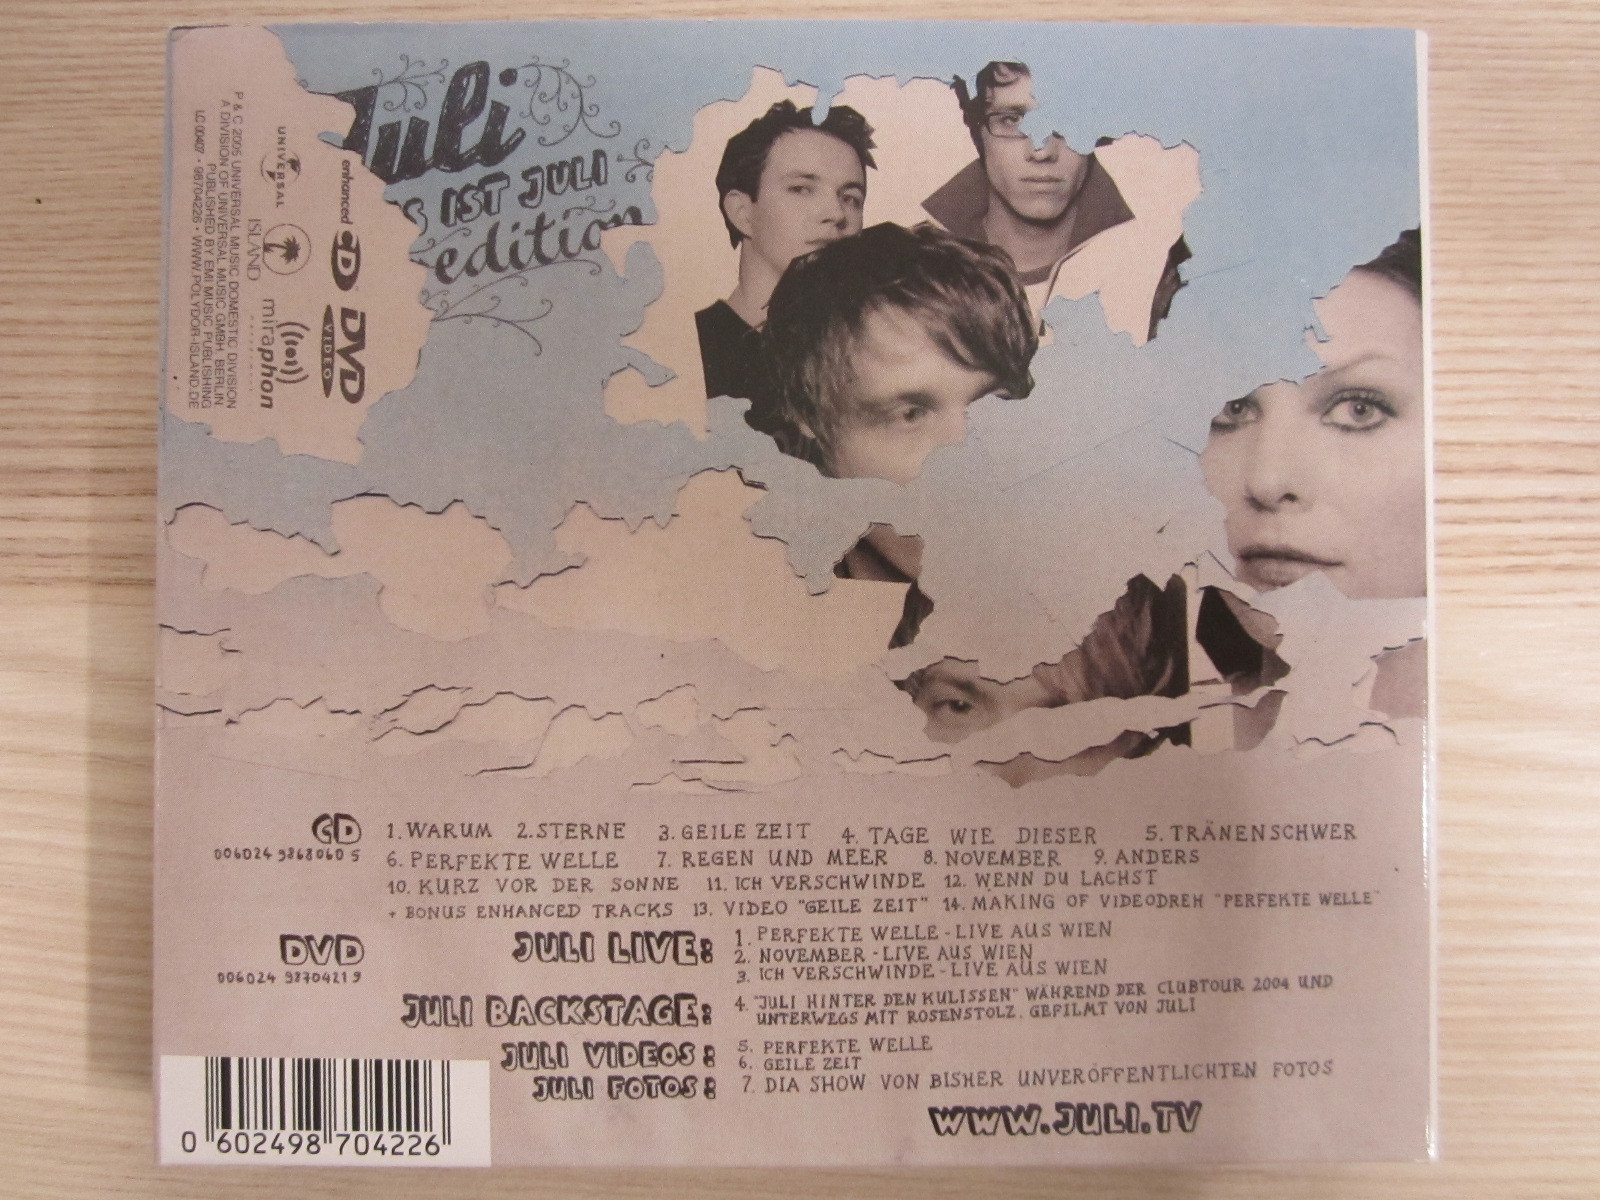 Juli
S IST JULI
edition
P & C 2005 UNIVERSAL MUSIC DOMESTIC DIVISION
A DIVISION OF UNIVERSAL MUSIC GMBH, BERLIN
PUBLISHED BY EMI MUSIC PUBLISHING
LC 00407 • 98704226 • WWW.POLYDOR-ISLAND.DE
UNIVERSAL
ISLAND
miraphon
enhanced CD
DVD
VIDEO
CD
006024 9868060 5
1. WARUM 2. STERNE 3. GEILE ZEIT 4. TAGE WIE DIESER 5. TRÄNENSCHWER
6. PERFEKTE WELLE 7. REGEN UND MEER 8. NOVEMBER 9. ANDERS
10. KURZ VOR DER SONNE 11. ICH VERSCHWINDE 12. WENN DU LACHST
+ BONUS ENHANCED TRACKS 13. VIDEO "GEILE ZEIT" 14. MAKING OF VIDEODREH "PERFEKTE WELLE"
DVD
006024 9870421 9
JULI LIVE:
1. PERFEKTE WELLE - LIVE AUS WIEN
2. NOVEMBER - LIVE AUS WIEN
3. ICH VERSCHWINDE - LIVE AUS WIEN
JULI BACKSTAGE:
4. "JULI HINTER DEN KULISSEN" WÄHREND DER CLUBTOUR 2004 UND
UNTERWEGS MIT ROSENSTOLZ. GEFILMT VON JULI
JULI VIDEOS:
5. PERFEKTE WELLE
6. GEILE ZEIT
JULI FOTOS:
7. DIA SHOW VON BISHER UNVERÖFFENTLICHTEN FOTOS
WWW.JULI.TV
0 602498 704226